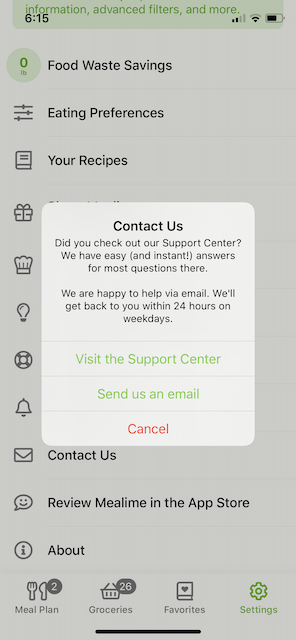 information, advanced filters, and more.
6:15
0
lb
Food Waste Savings
Eating Preferences
Your Recipes
Contact Us
Did you check out our Support Center?
We have easy (and instant!) answers
for most questions there.
We are happy to help via email. We'll
get back to you within 24 hours on
weekdays.
Visit the Support Center
Send us an email
Cancel
Contact Us
Review Mealime in the App Store
About
2
26
Meal Plan
Groceries
Favorites
Settings